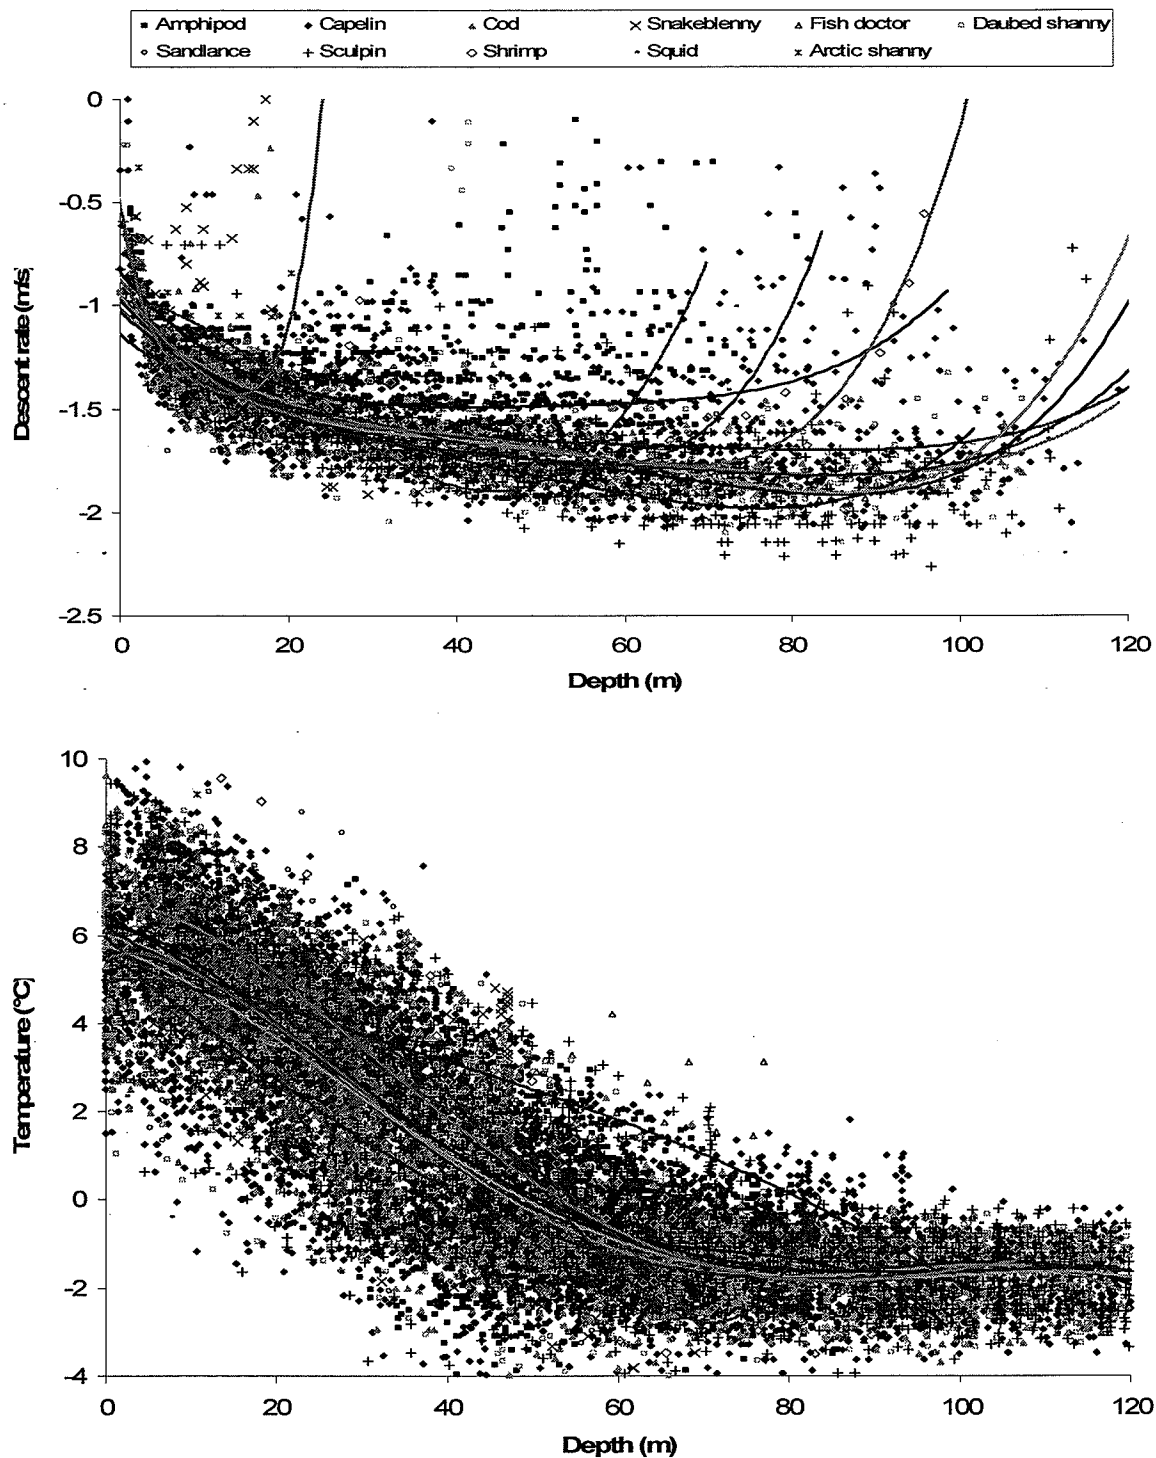 Amphipod Capelin Cod Snakeblenny Fish doctor Daubed shanny
Sandlance Sculpin Shrimp Squid Arctic shanny
0
-0.5
-1
-1.5
-2
-2.5
Descent rate (m/s)
0 20 40 60 80 100 120
Depth (m)
10
8
6
4
2
0
-2
-4
Temperature (°C)
0 20 40 60 80 100 120
Depth (m)